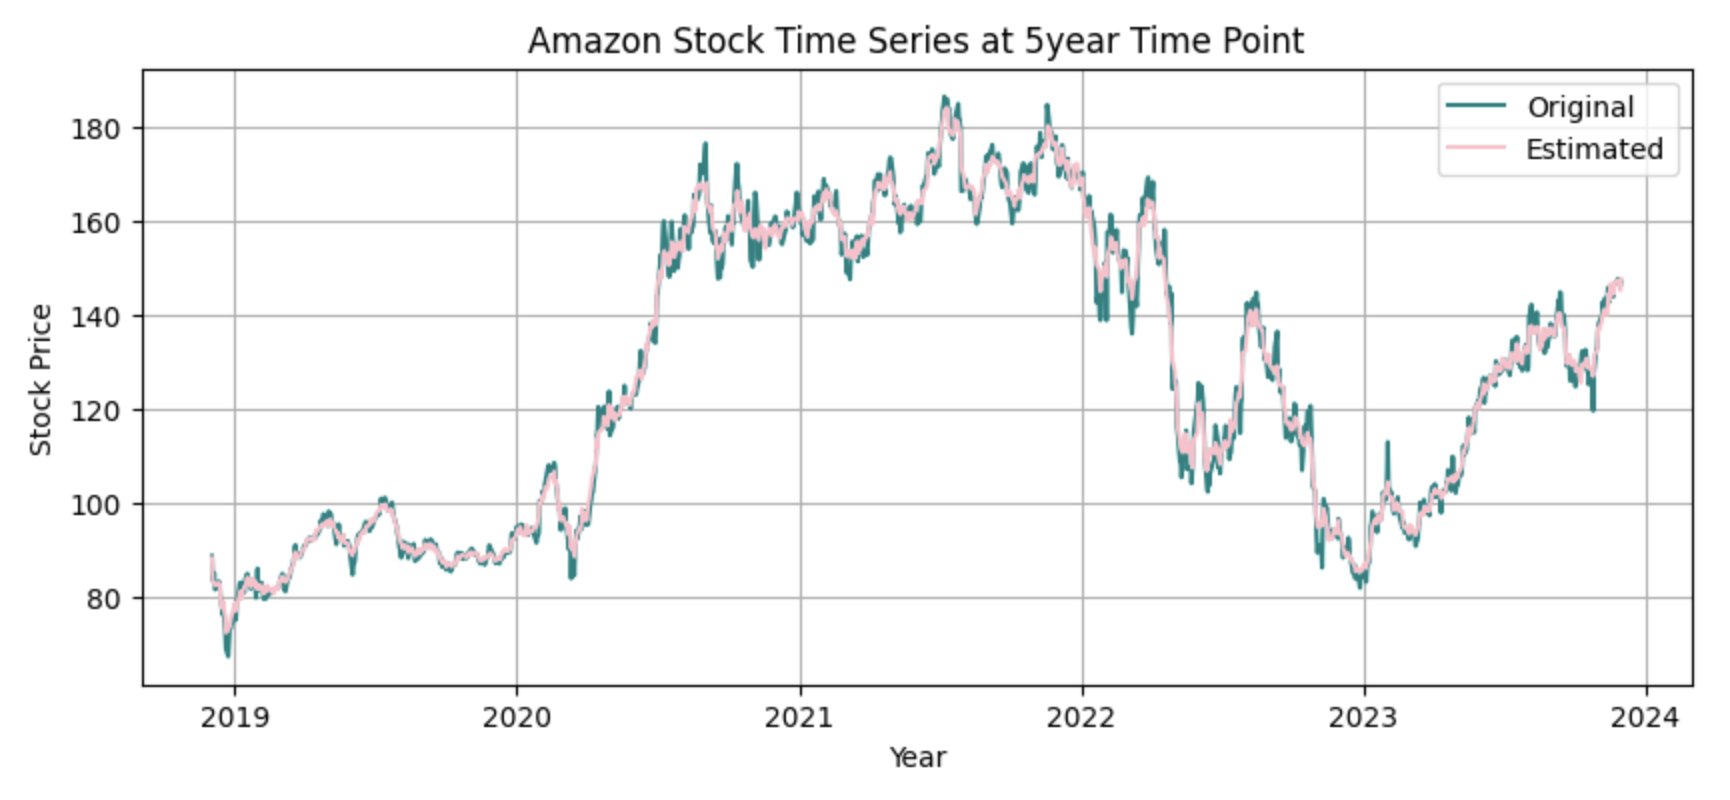 Amazon Stock Time Series at 5year Time Point
Original
Estimated
180
160
140
120
100
80
Stock Price
2019 2020 2021 2022 2023 2024
Year